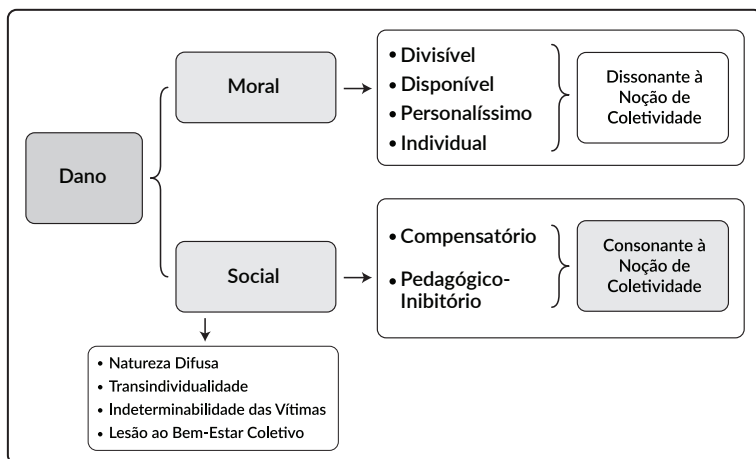 Dano
Moral
• Divisível
• Disponível
• Personalíssimo
• Individual
Dissonante à
Noção de
Coletividade
Social
• Compensatório
• Pedagógico-
Inibitório
Consonante à
Noção de
Coletividade
• Natureza Difusa
• Transindividualidade
• Indeterminabilidade das Vítimas
• Lesão ao Bem-Estar Coletivo